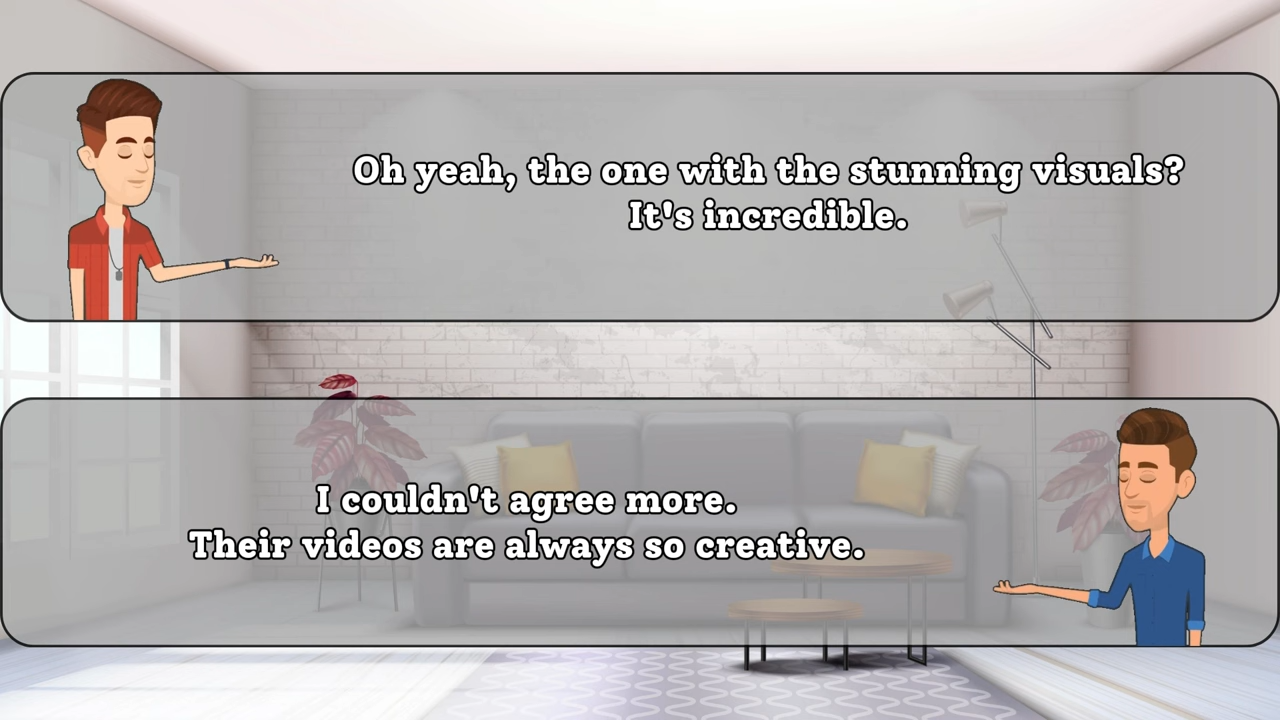 Oh yeah, the one with the stunning visuals?
It's incredible.
I couldn't agree more.
Their videos are always so creative.